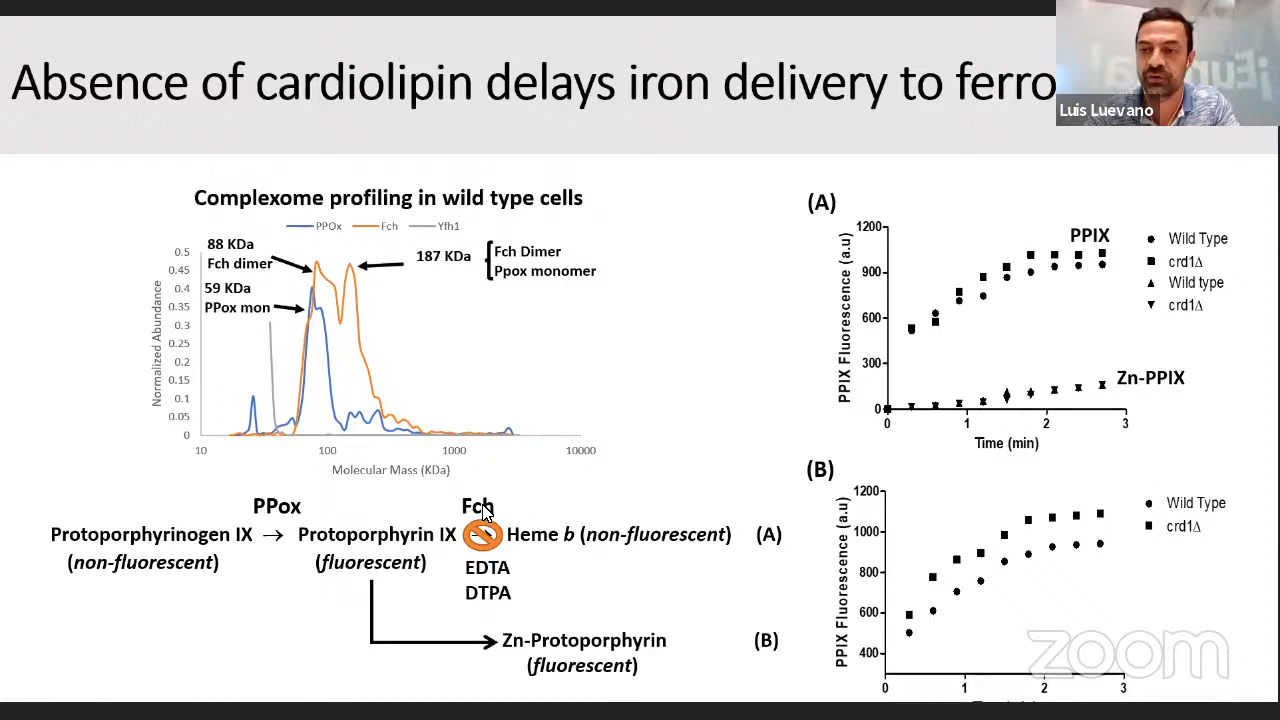 Absence of cardiolipin delays iron delivery to ferro
Luis Luevano
Complexome profiling in wild type cells
PPOx Fch Yfh1
88 KDa
Fch dimer
59 KDa
PPox mon
187 KDa
Fch Dimer
Ppox monomer
Normalized Abundance
0.5
0.45
0.4
0.35
0.3
0.25
0.2
0.15
0.1
0.05
0
10 100 1000 10000
Molecular Mass (KDa)
PPox Fch
Protoporphyrinogen IX → Protoporphyrin IX Heme b (non-fluorescent) (A)
(non-fluorescent) (fluorescent) EDTA
DTPA
Zn-Protoporphyrin (B)
(fluorescent)
(A)
PPIX Fluorescence (a.u)
1200
900
600
300
0
PPIX
Zn-PPIX
Wild Type
crd1Δ
Wild type
crd1Δ
0 1 2 3
Time (min)
(B)
PPIX Fluorescence (a.u)
1200
1000
800
600
400
Wild Type
crd1Δ
0 1 2 3
zoom